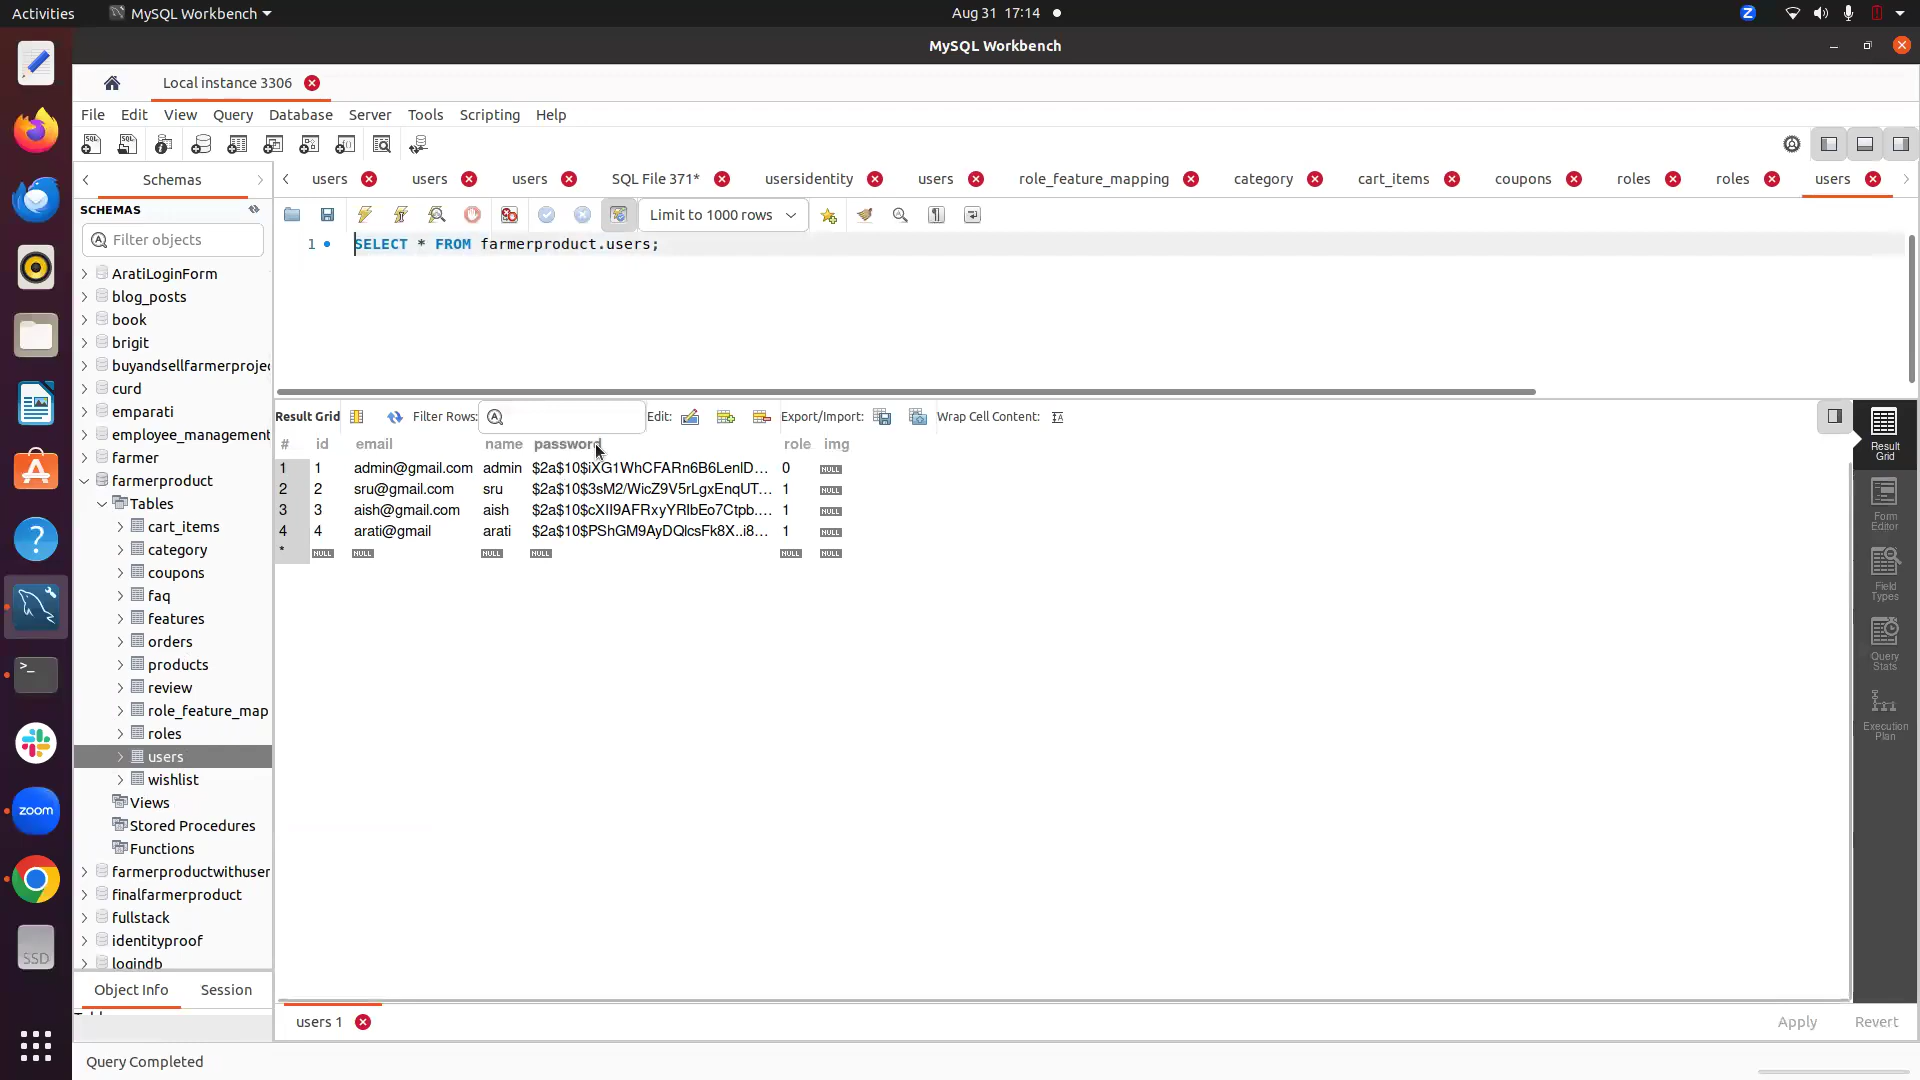 Activities MySQL Workbench Aug 31 17:14
MySQL Workbench
Local instance 3306
File Edit View Query Database Server Tools Scripting Help
Schemas users users users SQL File 371* usersidentity users role_feature_mapping category cart_items coupons roles roles users
SCHEMAS
Limit to 1000 rows
Filter objects
1 SELECT * FROM farmerproduct.users;
AratiLoginForm
blog_posts
book
brigit
buyandsellfarmerprojec
curd
emparati
employee_management
farmer
farmerproduct
Tables
cart_items
category
coupons
faq
features
orders
products
review
role_feature_map
roles
users
wishlist
Views
Stored Procedures
Functions
farmerproductwithuser
finalfarmerproduct
fullstack
identityproof
logindb
Result Grid Filter Rows: Edit: Export/Import: Wrap Cell Content:
# id email name password role img
1 1 admin@gmail.com admin $2a$10$iXG1WhCFARn6B6LenlD... 0 NULL
2 2 sru@gmail.com sru $2a$10$3sM2/WicZ9V5rLgxEnqUT... 1 NULL
3 3 aish@gmail.com aish $2a$10$cXII9AFRxyYRIbEo7Ctpb.... 1 NULL
4 4 arati@gmail arati $2a$10$PShGM9AyDQlcsFk8X..i8... 1 NULL
* NULL NULL NULL NULL NULL NULL
Result
Grid
Form
Editor
Field
Types
Query
Stats
Execution
Plan
zoom
SSD
Object Info Session
users 1 Apply Revert
Query Completed